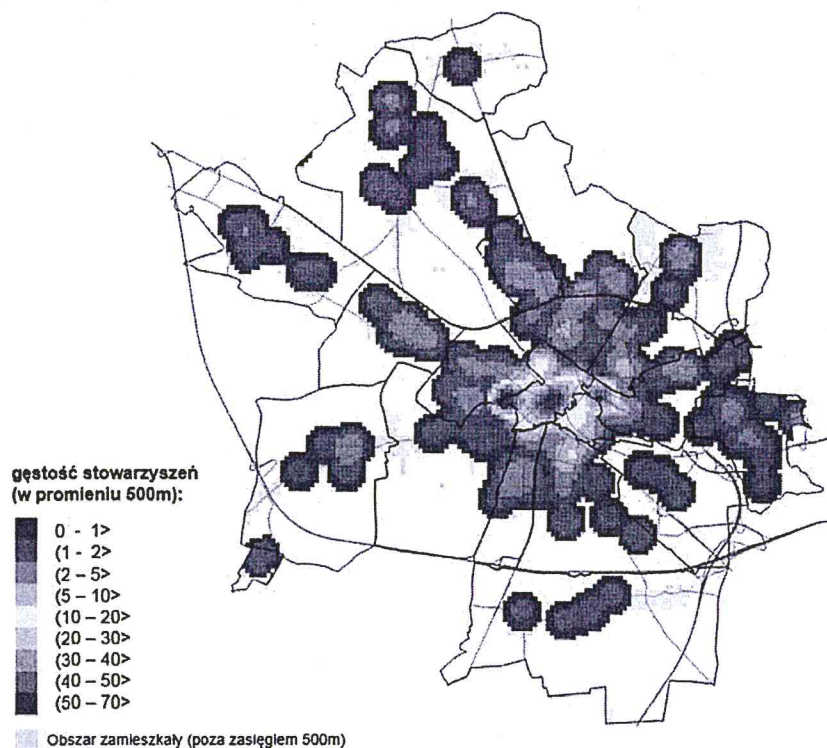 gęstość stowarzyszeń
(w promieniu 500m):
0 - 1>
(1 - 2>
(2 – 5>
(5 – 10>
(10 – 20>
(20 – 30>
(30 – 40>
(40 – 50>
(50 – 70>
Obszar zamieszkały (poza zasięgiem 500m)